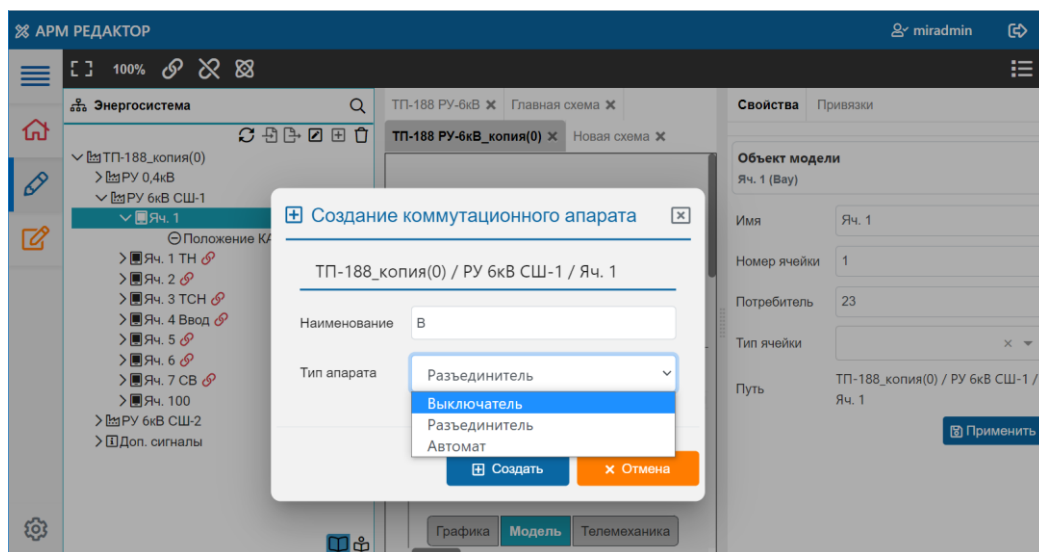 АРМ РЕДАКТОР
miradmin
100%
Энергосистема
ТП-188_копия(0)
РУ 0,4кВ
РУ 6кВ СШ-1
Яч. 1
Положение КА
Яч. 1 ТН
Яч. 2
Яч. 3 ТСН
Яч. 4 Ввод
Яч. 5
Яч. 6
Яч. 7 СВ
Яч. 100
РУ 6кВ СШ-2
Доп. сигналы
ТП-188 РУ-6кВ Главная схема
ТП-188 РУ-6кВ_копия(0) Новая схема
Создание коммутационного апарата
ТП-188_копия(0) / РУ 6кВ СШ-1 / Яч. 1
Наименование В
Тип апарата Разъединитель
Выключатель
Разъединитель
Автомат
Создать Отмена
Графика Модель Телемеханика
Свойства Привязки
Объект модели
Яч. 1 (Bay)
Имя Яч. 1
Номер ячейки 1
Потребитель 23
Тип ячейки
Путь ТП-188_копия(0) / РУ 6кВ СШ-1 /
Яч. 1
Применить